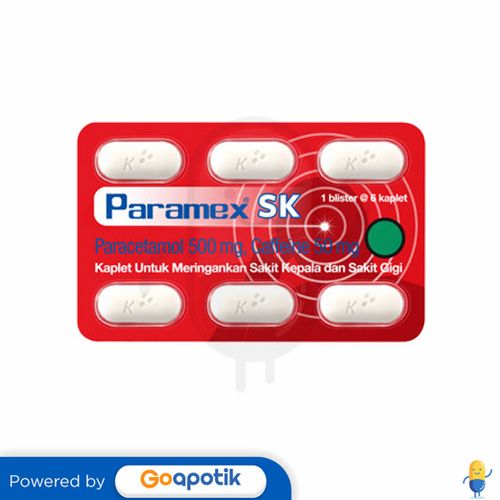 K K K
Paramex® SK
1 blister @ 6 kaplet
Paracetamol 500 mg, Caffeine 50 mg
Kaplet Untuk Meringankan Sakit Kepala dan Sakit Gigi
K K K
Powered by Goapotik